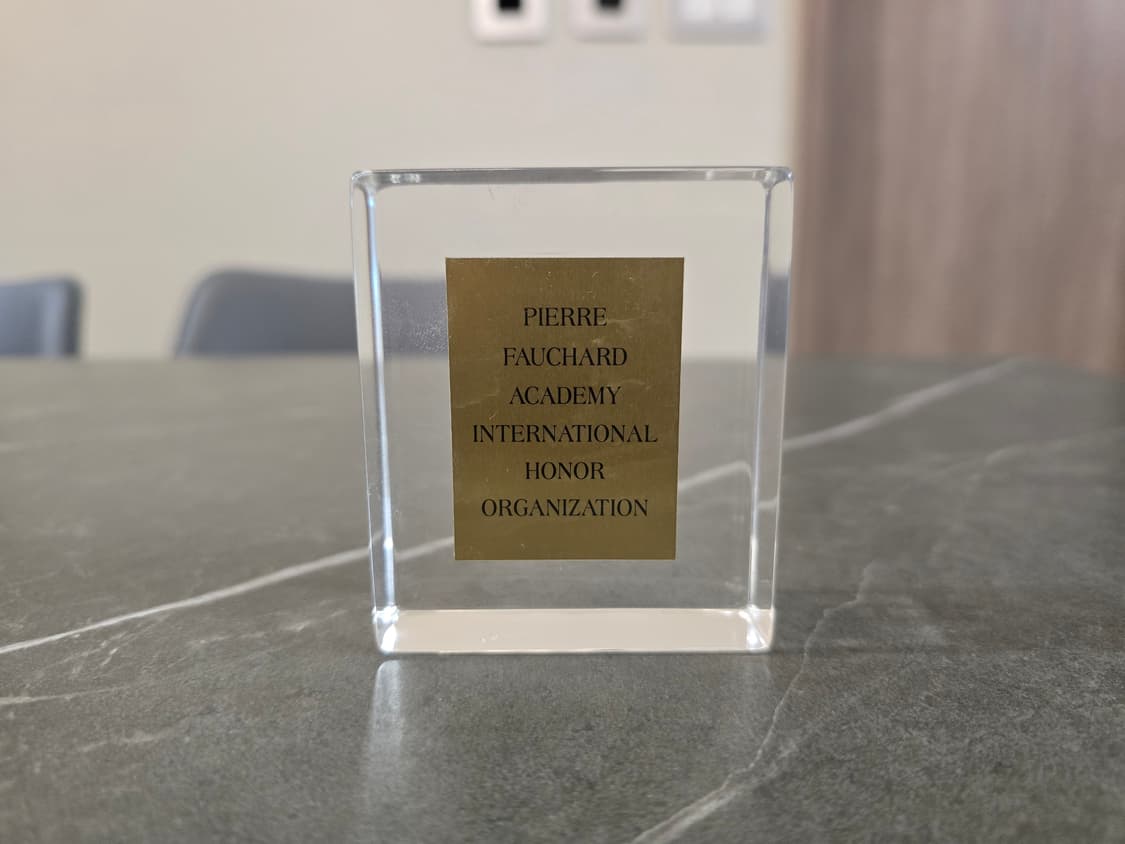 PIERRE
FAUCHARD
ACADEMY
INTERNATIONAL
HONOR
ORGANIZATION